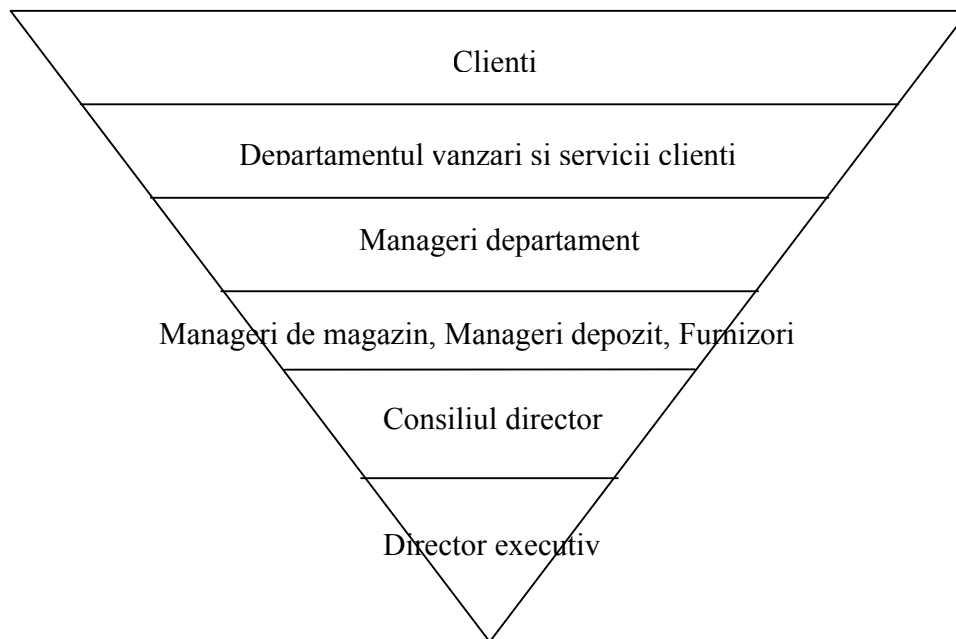 Clienti
Departamentul vanzari si servicii clienti
Manageri departament
Manageri de magazin, Manageri depozit, Furnizori
Consiliul director
Director executiv